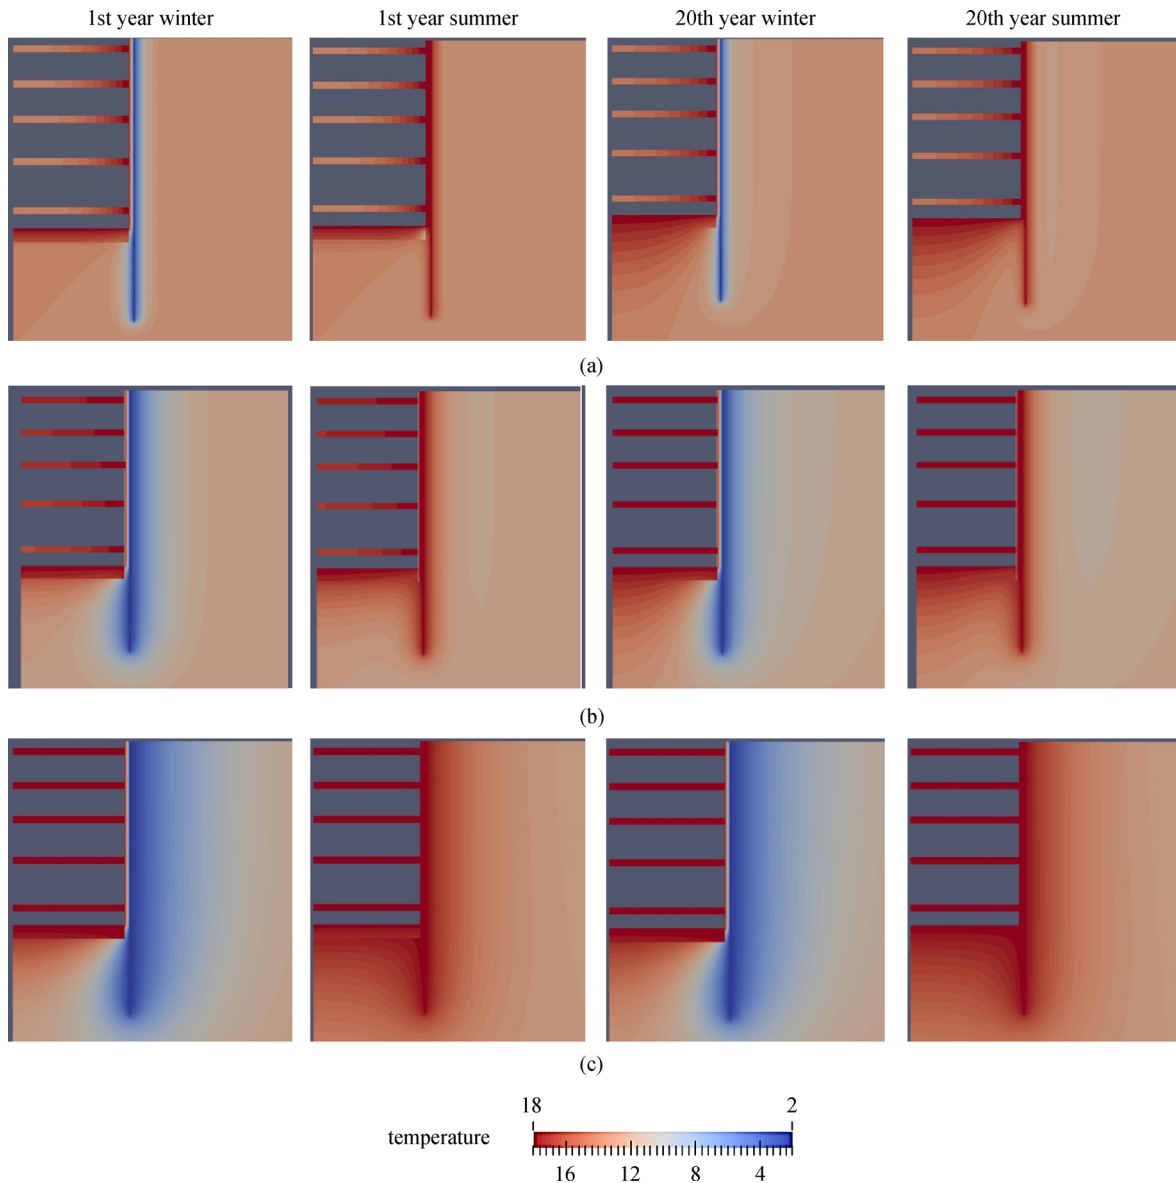 1st year winter 1st year summer 20th year winter 20th year summer
(a)
(b)
(c)
18 2
temperature
16 12 8 4